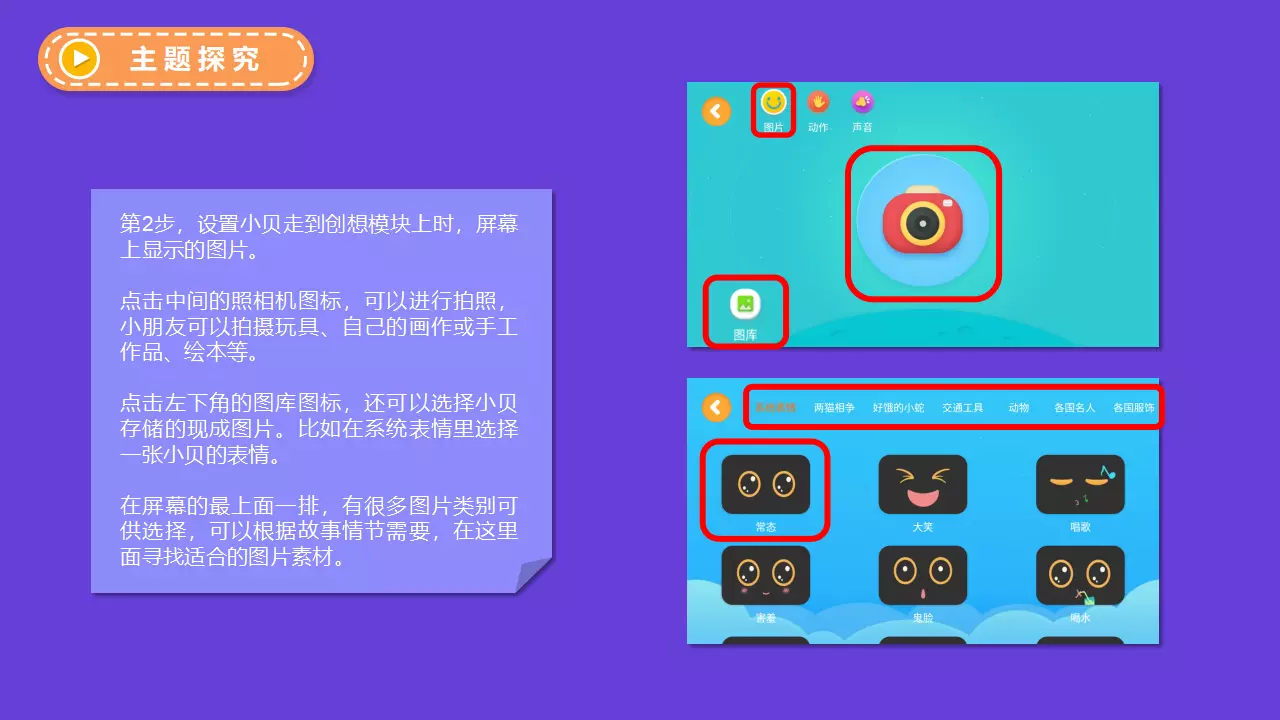 主题探究
第2步，设置小贝走到创想模块上时，屏幕
上显示的图片。
点击中间的照相机图标，可以进行拍照，
小朋友可以拍摄玩具、自己的画作或手工
作品、绘本等。
点击左下角的图库图标，还可以选择小贝
存储的现成图片。比如在系统表情里选择
一张小贝的表情。
在屏幕的最上面一排，有很多图片类别可
供选择，可以根据故事情节需要，在这里
面寻找适合的图片素材。
图片 动作 声音
图库
系统表情 两猫相争 好饿的小蛇 交通工具 动物 各国名人 各国服饰
常态 大笑 唱歌
害羞 鬼脸 喝水